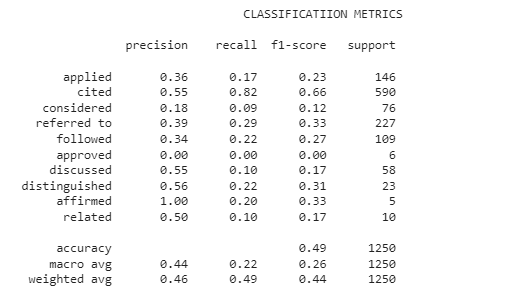 CLASSIFICATIION METRICS
precision recall f1-score support
applied 0.36 0.17 0.23 146
cited 0.55 0.82 0.66 590
considered 0.18 0.09 0.12 76
referred to 0.39 0.29 0.33 227
followed 0.34 0.22 0.27 109
approved 0.00 0.00 0.00 6
discussed 0.55 0.10 0.17 58
distinguished 0.56 0.22 0.31 23
affirmed 1.00 0.20 0.33 5
related 0.50 0.10 0.17 10
accuracy 0.49 1250
macro avg 0.44 0.22 0.26 1250
weighted avg 0.46 0.49 0.44 1250